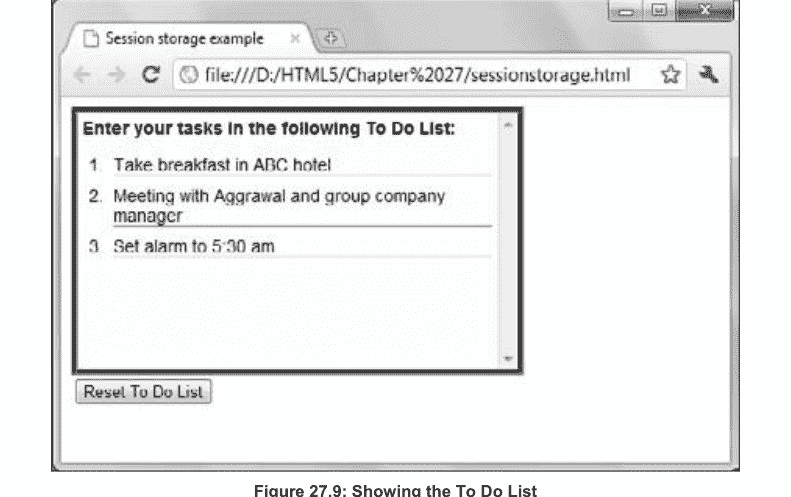 Session storage example
file:///D:/HTML5/Chapter%2027/sessionstorage.html
Enter your tasks in the following To Do List:
1. Take breakfast in ABC hotel
2. Meeting with Aggrawal and group company
manager
3. Set alarm to 5:30 am
Reset To Do List
Figure 27.9: Showing the To Do List